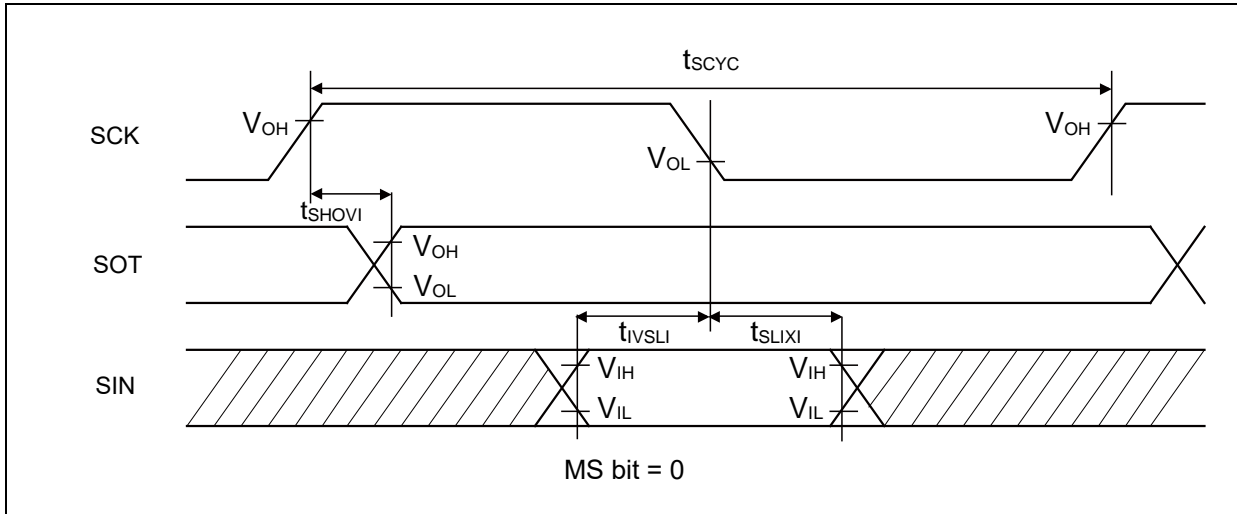 tSCYC
SCK
VOH
VOL
VOH
tSHOVI
SOT
VOH
VOL
tIVSLI
tSLIXI
SIN
VIH
VIL
VIH
VIL
MS bit = 0